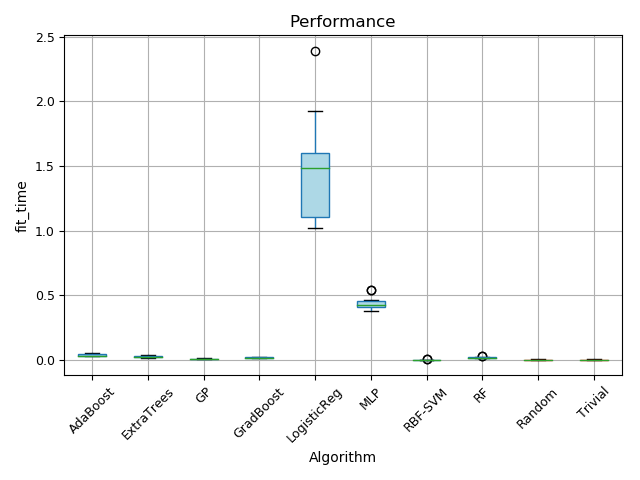 Performance
2.5
2.0
1.5
1.0
0.5
0.0
fit_time
AdaBoost
ExtraTrees
GP
GradBoost
LogisticReg
MLP
RBF-SVM
RF
Random
Trivial
Algorithm